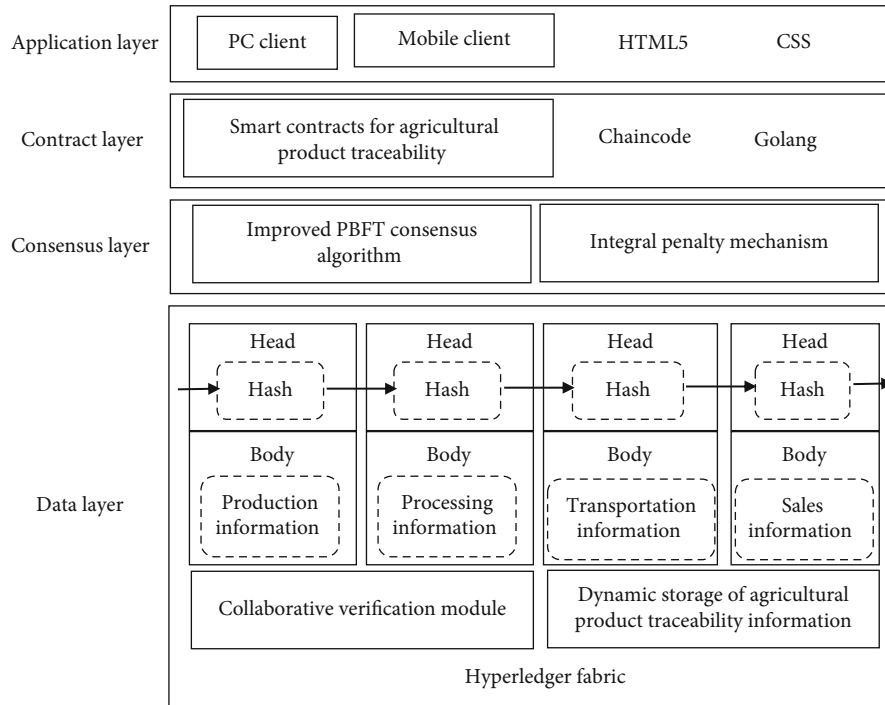 Application layer
PC client
Mobile client
HTML5
CSS
Contract layer
Smart contracts for agricultural
product traceability
Chaincode
Golang
Consensus layer
Improved PBFT consensus
algorithm
Integral penalty mechanism
Data layer
Head
Head
Head
Head
Hash
Hash
Hash
Hash
Body
Body
Body
Body
Production
information
Processing
information
Transportation
information
Sales
information
Collaborative verification module
Dynamic storage of agricultural
product traceability information
Hyperledger fabric